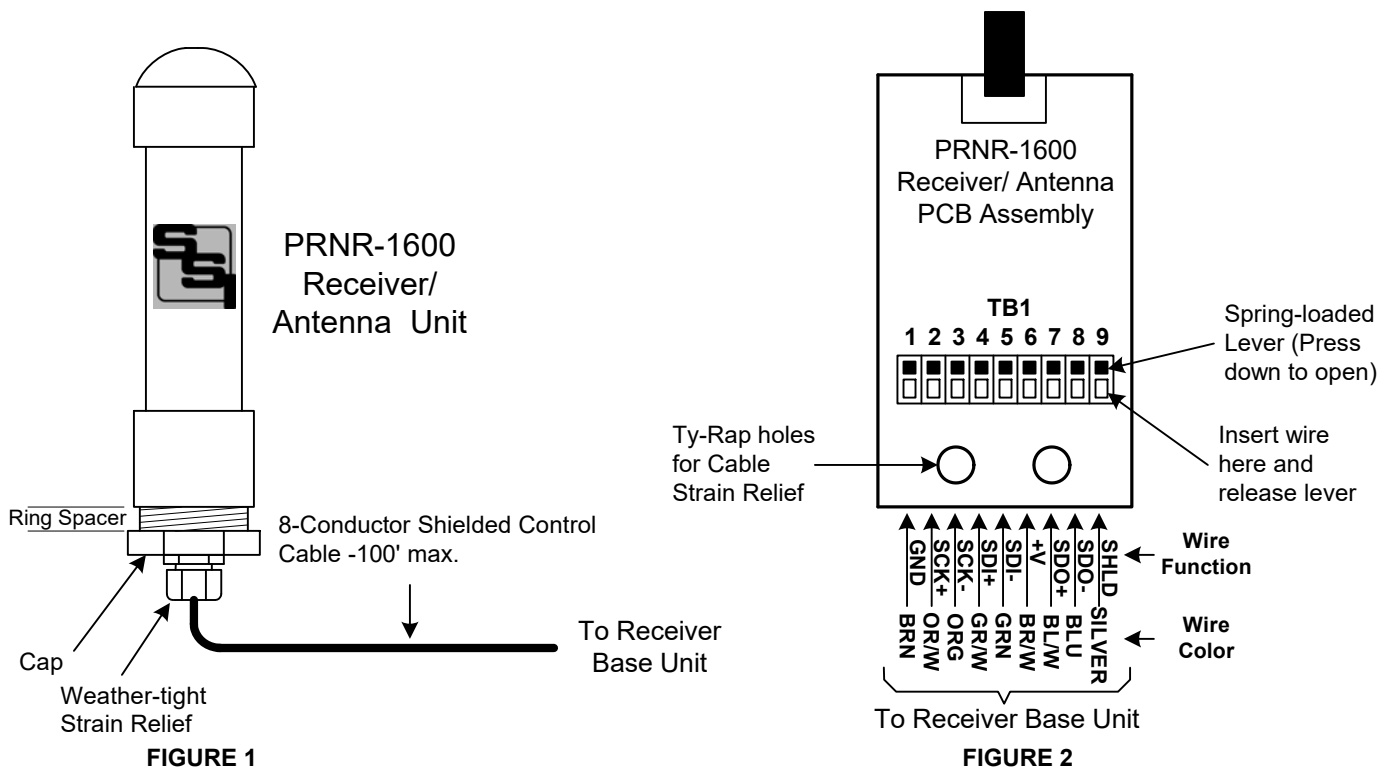 SSI
PRNR-1600
Receiver/
Antenna Unit
Ring Spacer
8-Conductor Shielded Control
Cable -100' max.
Cap
Weather-tight
Strain Relief
To Receiver
Base Unit
FIGURE 1
PRNR-1600
Receiver/ Antenna
PCB Assembly
TB1
1 2 3 4 5 6 7 8 9
Spring-loaded
Lever (Press
down to open)
Ty-Rap holes
for Cable
Strain Relief
Insert wire
here and
release lever
GND
SCK+
SCK-
SDI+
SDI-
+V
SDO+
SDO-
SHLD
Wire
Function
BRN
OR/W
ORG
GR/W
GRN
BR/W
BL/W
BLU
SILVER
Wire
Color
To Receiver Base Unit
FIGURE 2